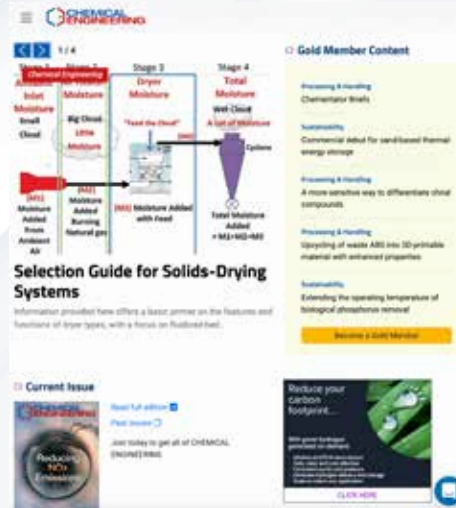 CHEMICAL
ENGINEERING
1 / 4
Stage 3
Stage 4
Chemical Engineering
Inlet
Moisture
Small
Cloud
Big Cloud
Little
Moisture
Dryer
Moisture
"Feed the Cloud"
Total
Moisture
Wet Cloud
A Lot of Moisture
Cyclone
(M1)
Moisture
Added
From
Ambient
Air
(M2)
Moisture
Added
Burning
Natural gas
(M3) Moisture Added
with Feed
Total Moisture
Added
= M1+M2+M3
Selection Guide for Solids-Drying
Systems
Information provided here offers a basic primer on the features and
functions of dryer types, with a focus on fluidized-bed...
Gold Member Content
Processing & Handling
Chementator Briefs
Sustainability
Commercial debut for sand-based thermal
energy storage
Processing & Handling
A more sensitive way to differentiate chiral
compounds
Processing & Handling
Upcycling of waste ABS into 3D-printable
material with enhanced properties
Sustainability
Extending the operating temperature of
biological phosphorus removal
Become a Gold Member
Current Issue
CHEMICAL
ENGINEERING
Reducing
NOx
Emissions
Read full edition
Past issues
Join today to get all of CHEMICAL
ENGINEERING
Reduce your
carbon
footprint...
With green hydrogen
generated on demand
CLICK HERE